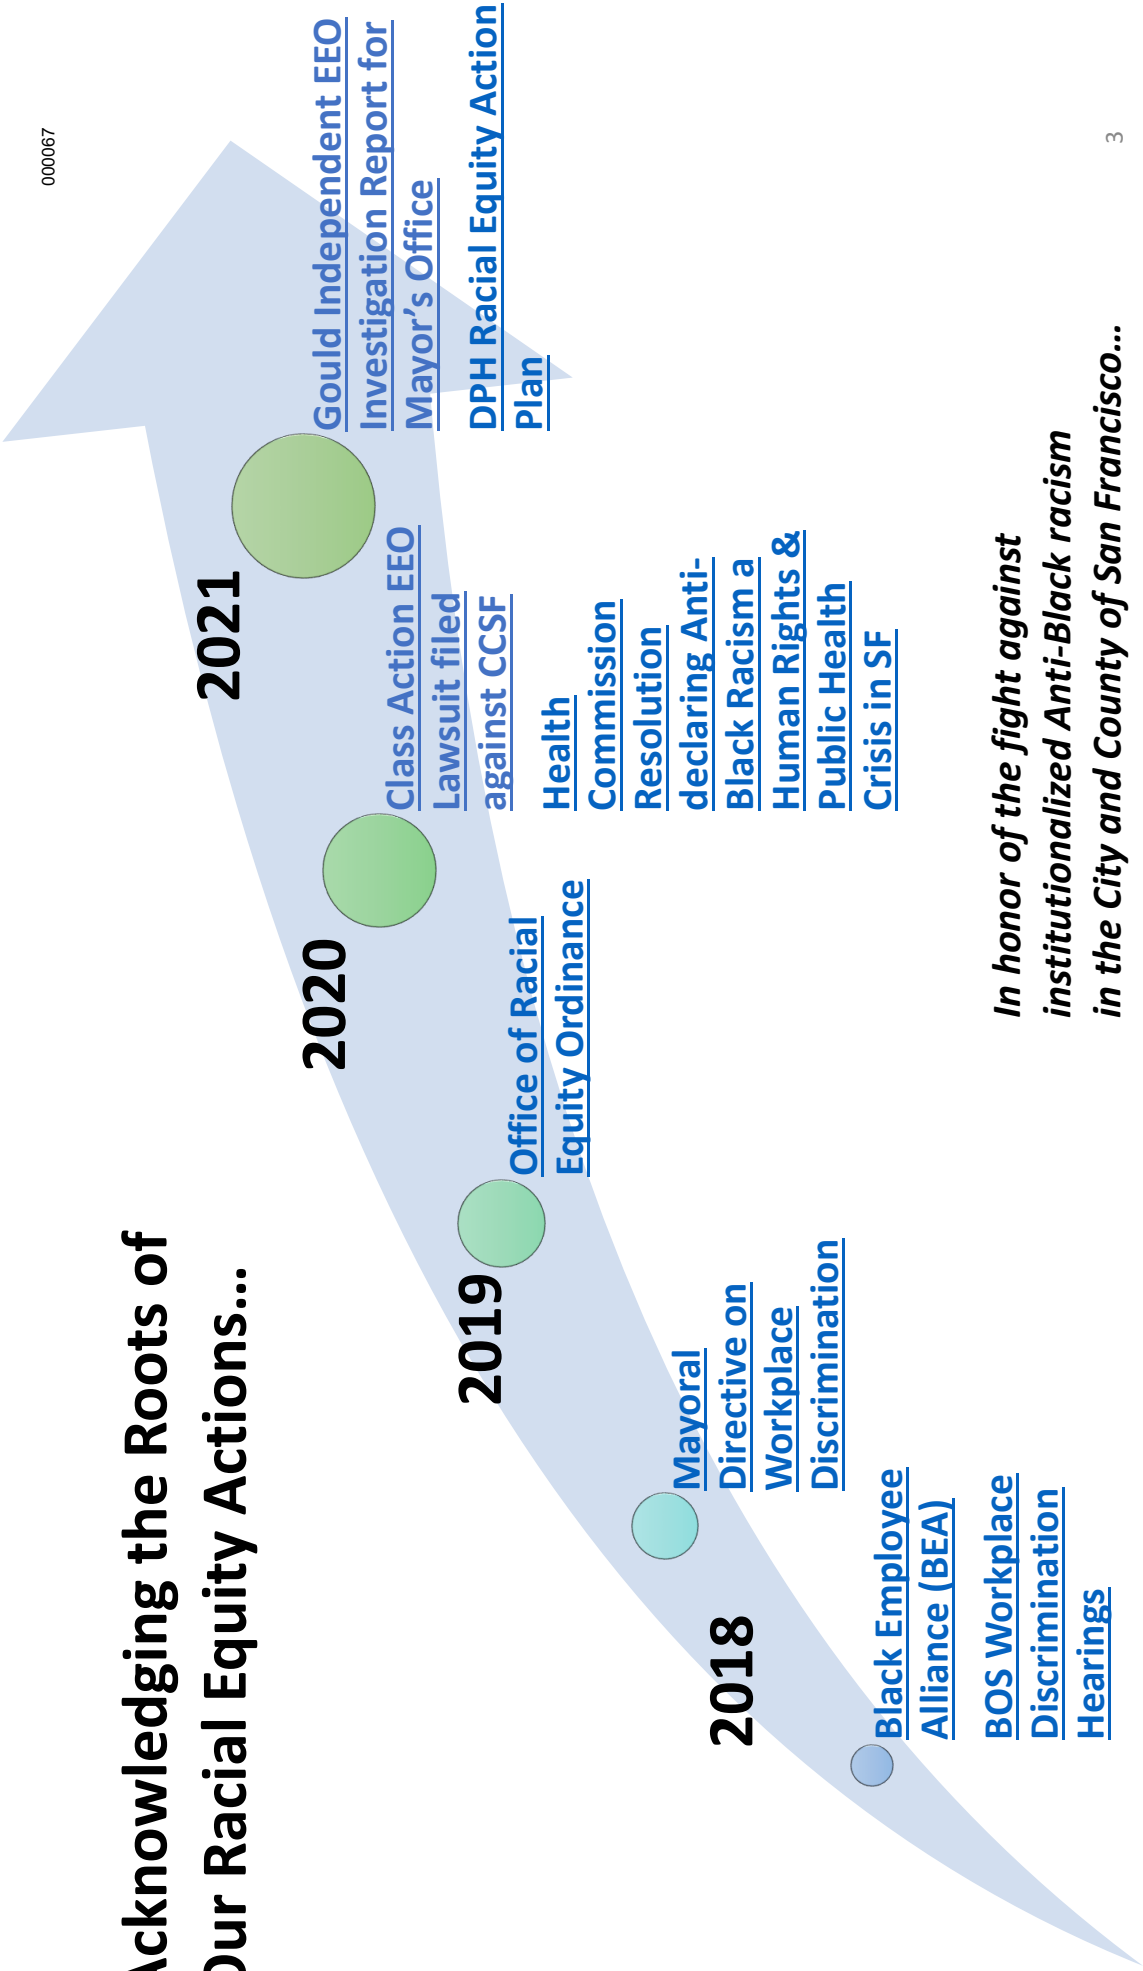 000067
Acknowledging the Roots of
Our Racial Equity Actions...
2018
Black Employee
Alliance (BEA)
BOS Workplace
Discrimination
Hearings
Mayoral
Directive on
Workplace
Discrimination
2019
Office of Racial
Equity Ordinance
2020
Class Action EEO
Lawsuit filed
against CCSF
Health
Commission
Resolution
declaring Anti-
Black Racism a
Human Rights &
Public Health
Crisis in SF
2021
Gould Independent EEO
Investigation Report for
Mayor’s Office
DPH Racial Equity Action
Plan
In honor of the fight against
institutionalized Anti-Black racism
in the City and County of San Francisco...
3